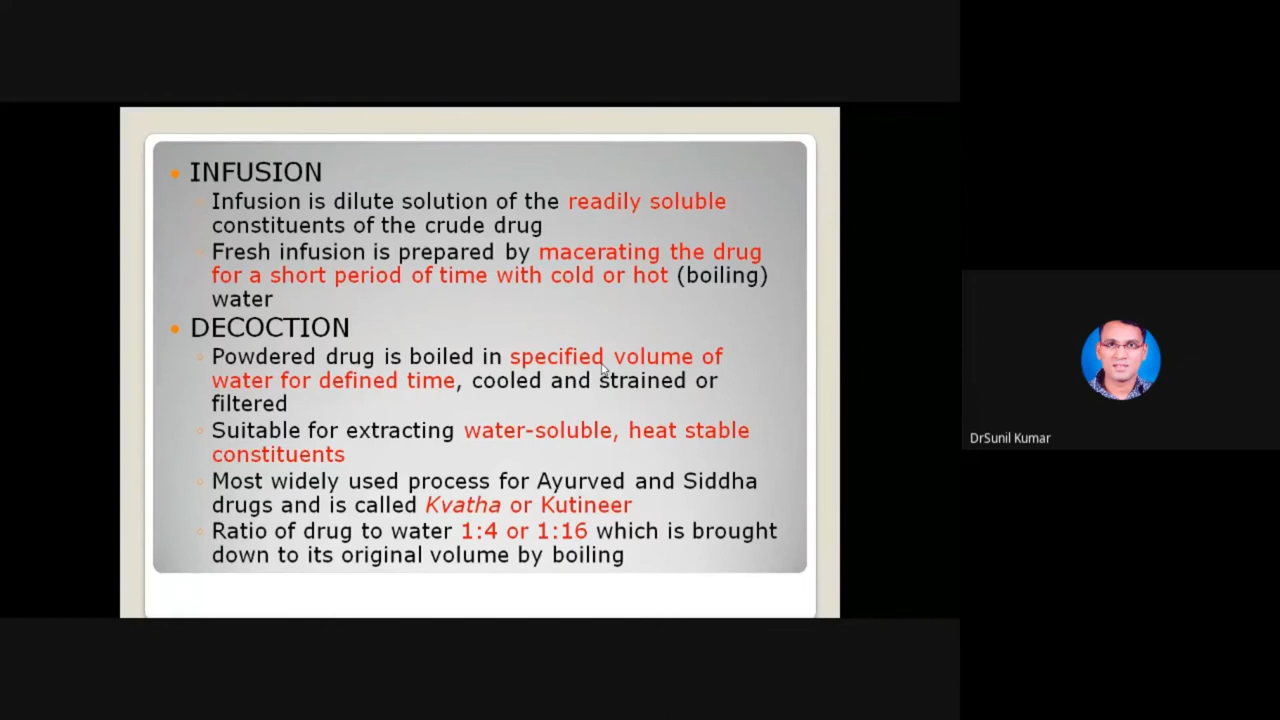 INFUSION
Infusion is dilute solution of the readily soluble
constituents of the crude drug
Fresh infusion is prepared by macerating the drug
for a short period of time with cold or hot (boiling)
water
DECOCTION
Powdered drug is boiled in specified volume of
water for defined time, cooled and strained or
filtered
Suitable for extracting water-soluble, heat stable
constituents
Most widely used process for Ayurved and Siddha
drugs and is called Kvatha or Kutineer
Ratio of drug to water 1:4 or 1:16 which is brought
down to its original volume by boiling
DrSunil Kumar